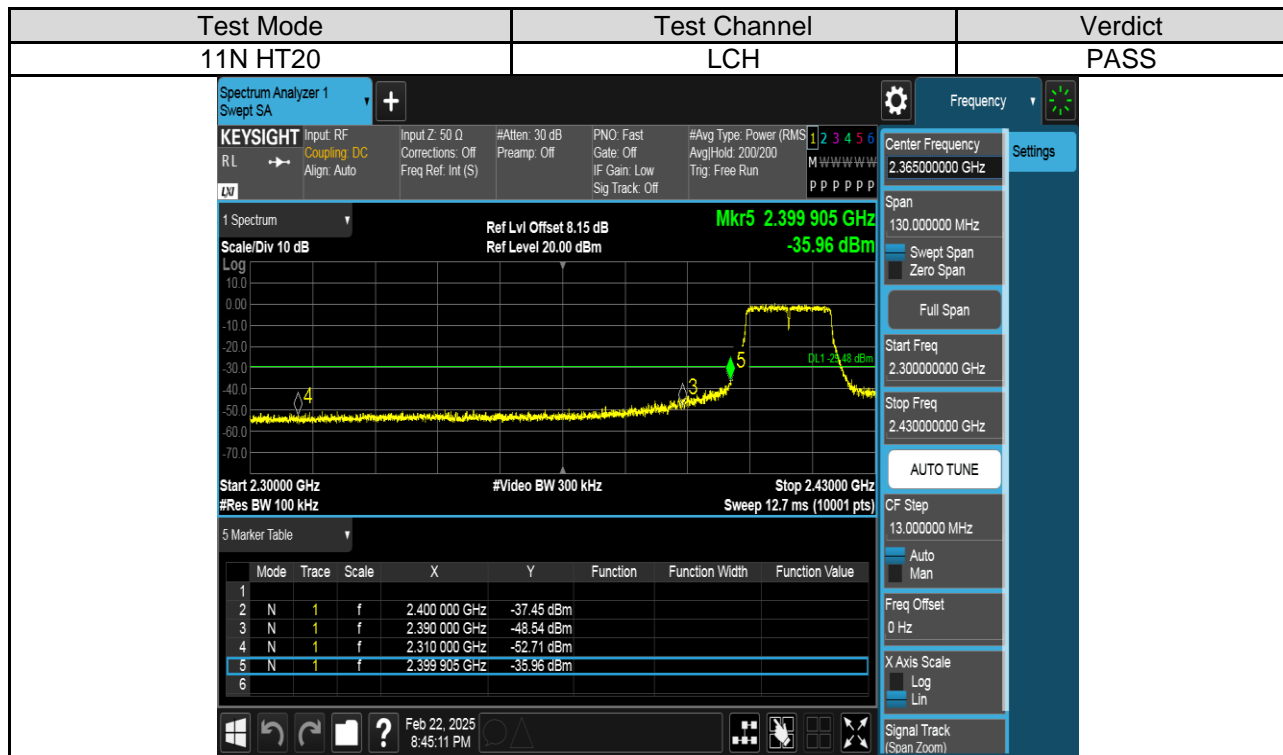 Test Mode Test Channel Verdict
11N HT20 LCH PASS
Spectrum Analyzer 1
Swept SA
+
Frequency
KEYSIGHT Input: RF Input Z: 50 Ω #Atten: 30 dB PNO: Fast #Avg Type: Power (RMS 1 2 3 4 5 6
RL Coupling: DC Corrections: Off Preamp: Off Gate: Off Avg|Hold: 200/200
Align: Auto Freq Ref: Int (S) IF Gain: Low Trig: Free Run M W W W W W
LXI Sig Track: Off P P P P P P
1 Spectrum Ref Lvl Offset 8.15 dB Mkr5 2.399 905 GHz
Scale/Div 10 dB Ref Level 20.00 dBm -35.96 dBm
Log
10.0
0.00
-10.0
-20.0
DL1 -29.48 dBm
-30.0
5
-40.0
4 3
-50.0
-60.0
-70.0
Start 2.30000 GHz #Video BW 300 kHz Stop 2.43000 GHz
#Res BW 100 kHz Sweep 12.7 ms (10001 pts)
5 Marker Table
Mode Trace Scale X Y Function Function Width Function Value
1
2 N 1 f 2.400 000 GHz -37.45 dBm
3 N 1 f 2.390 000 GHz -48.54 dBm
4 N 1 f 2.310 000 GHz -52.71 dBm
5 N 1 f 2.399 905 GHz -35.96 dBm
6
? Feb 22, 2025
8:45:11 PM
Center Frequency
2.365000000 GHz
Settings
Span
130.000000 MHz
Swept Span
Zero Span
Full Span
Start Freq
2.300000000 GHz
Stop Freq
2.430000000 GHz
AUTO TUNE
CF Step
13.000000 MHz
Auto
Man
Freq Offset
0 Hz
X Axis Scale
Log
Lin
Signal Track
(Span Zoom)